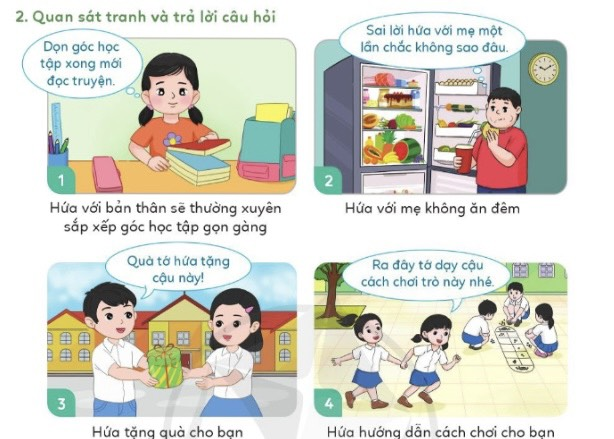 2. Quan sát tranh và trả lời câu hỏi
Dọn góc học
tập xong mới
đọc truyện.
1
Hứa với bản thân sẽ thường xuyên
sắp xếp góc học tập gọn gàng
Sai lời hứa với mẹ một
lần chắc không sao đâu.
2
Hứa với mẹ không ăn đêm
Quà tớ hứa tặng
cậu này!
3
Hứa tặng quà cho bạn
Ra đây tớ dạy cậu
cách chơi trò này nhé.
4
Hứa hướng dẫn cách chơi cho bạn